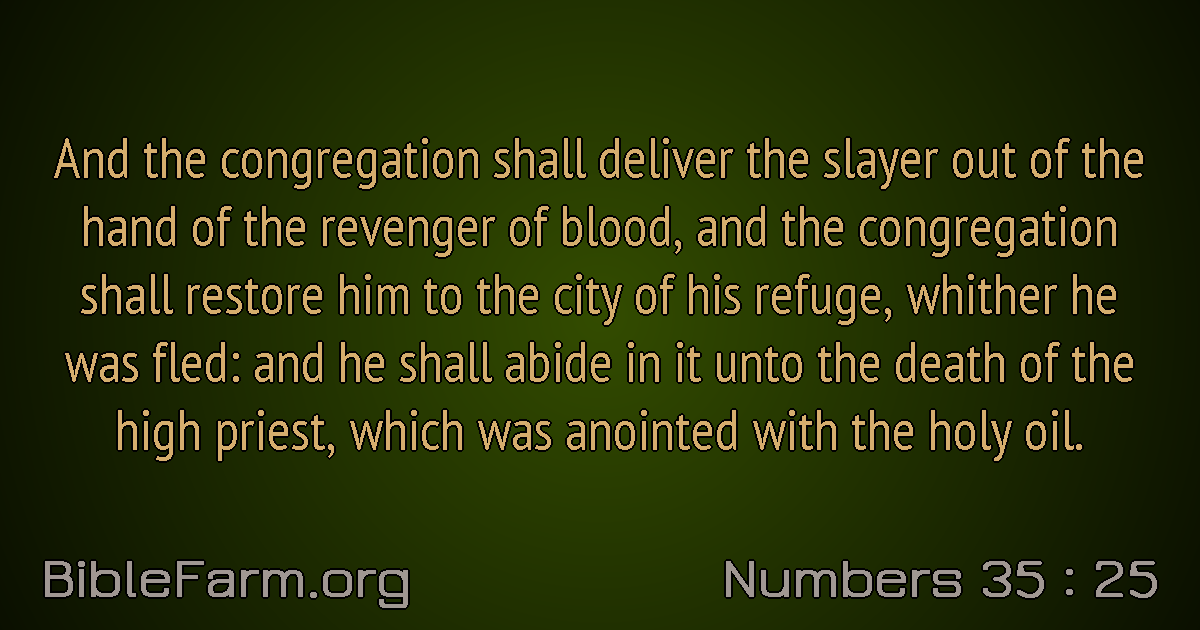 And the congregation shall deliver the slayer out of the
hand of the revenger of blood, and the congregation
shall restore him to the city of his refuge, whither he
was fled: and he shall abide in it unto the death of the
high priest, which was anointed with the holy oil.
BibleFarm.org
Numbers 35 : 25